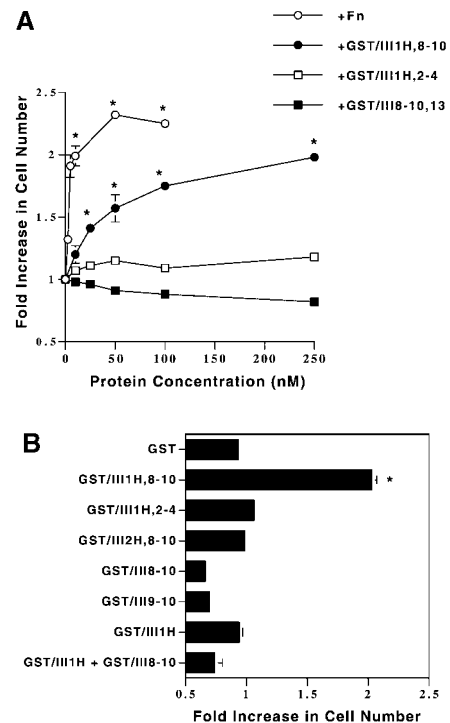 A
+Fn
+GST/III1H,8-10
+GST/III1H,2-4
+GST/III8-10,13
Fold Increase in Cell Number
2.5
2
1.5
1
0.5
* * * * * * * *
0 50 100 150 200 250
Protein Concentration (nM)
B
GST
GST/III1H,8-10 *
GST/III1H,2-4
GST/III2H,8-10
GST/III8-10
GST/III9-10
GST/III1H
GST/III1H + GST/III8-10
0.5 1 1.5 2 2.5
Fold Increase in Cell Number